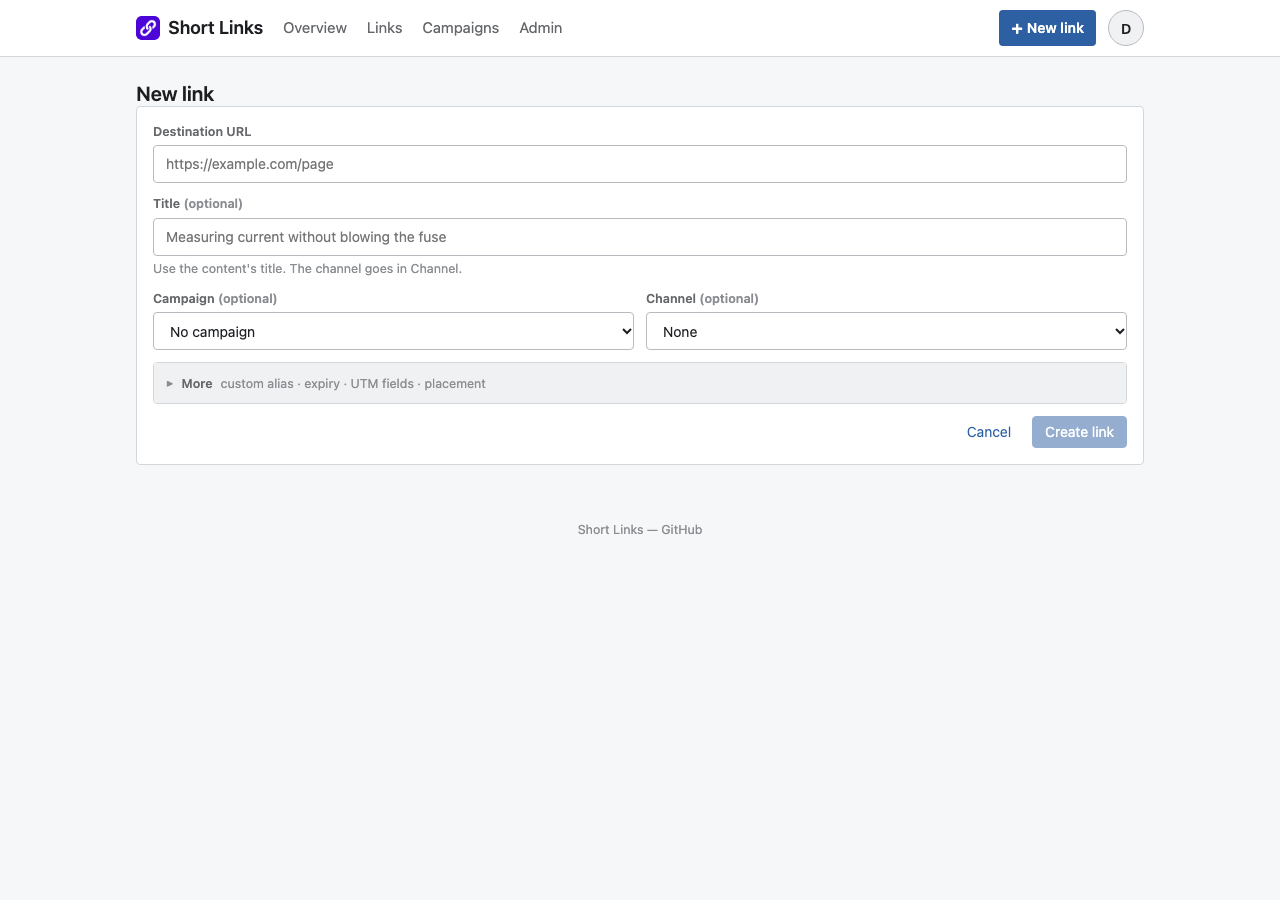 Short Links
Overview
Links
Campaigns
Admin
+ New link
D
New link
Destination URL
https://example.com/page
Title (optional)
Measuring current without blowing the fuse
Use the content's title. The channel goes in Channel.
Campaign (optional)
Channel (optional)
No campaign
None
▸ More custom alias · expiry · UTM fields · placement
Cancel
Create link
Short Links — GitHub